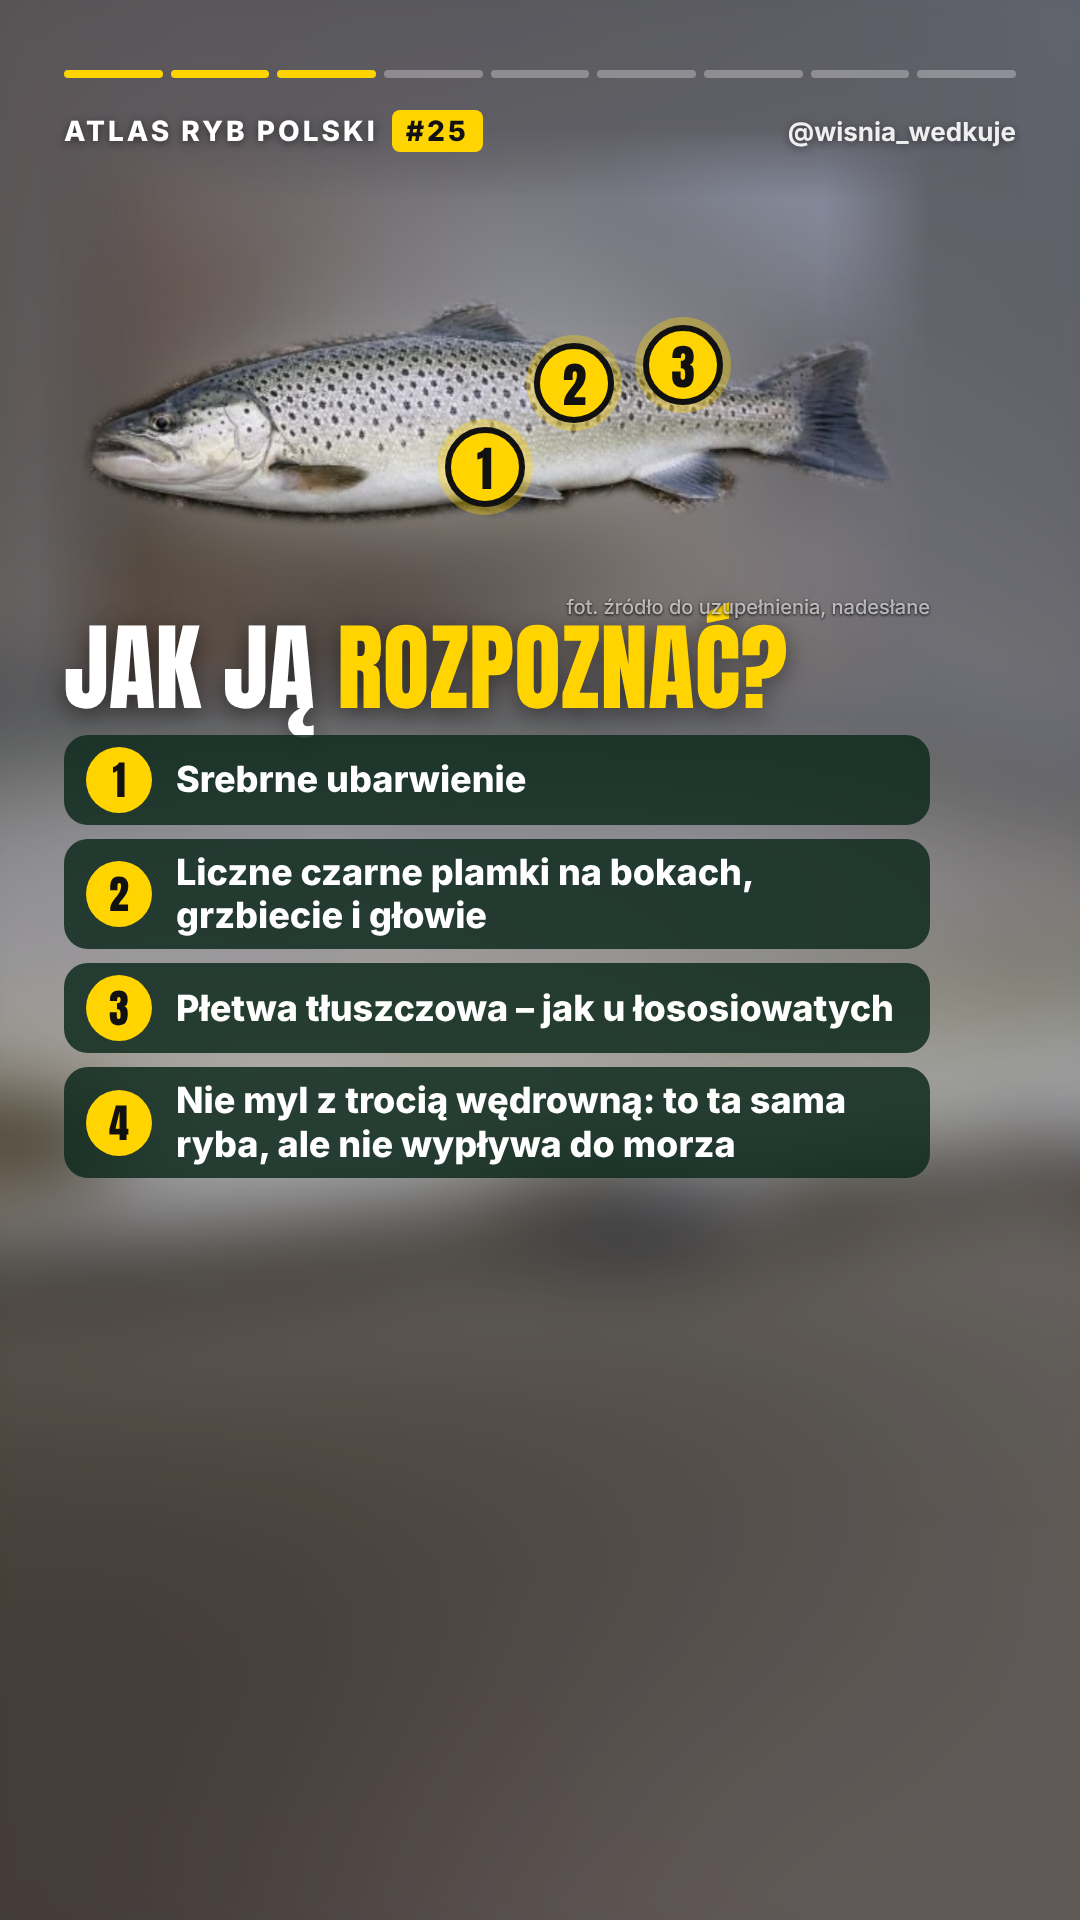 ATLAS RYB POLSKI #25
@wisnia_wedkuje
2
3
1
fot. źródło do uzupełnienia, nadesłane
JAK JĄ ROZPOZNAĆ?
1 Srebrne ubarwienie
2 Liczne czarne plamki na bokach,
grzbiecie i głowie
3 Płetwa tłuszczowa – jak u łososiowatych
4 Nie myl z trocią wędrowną: to ta sama
ryba, ale nie wypływa do morza